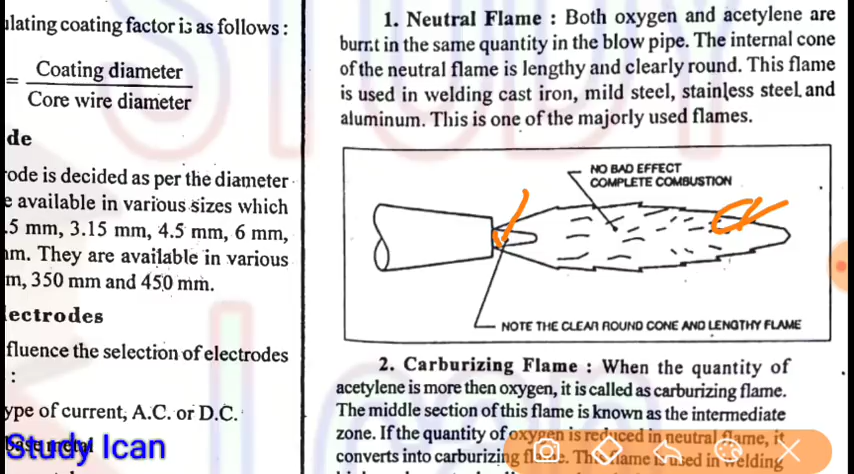 ulating coating factor is as follows :
= Coating diameter
Core wire diameter
de
rode is decided as per the diameter
e available in various sizes which
.5 mm, 3.15 mm, 4.5 mm, 6 mm,
m. They are available in various
m, 350 mm and 450 mm.
lectrodes
fluence the selection of electrodes
:
ype of current, A.C. or D.C.
Study Ican
1. Neutral Flame : Both oxygen and acetylene are
burnt in the same quantity in the blow pipe. The internal cone
of the neutral flame is lengthy and clearly round. This flame
is used in welding cast iron, mild steel, stainless steel and
aluminum. This is one of the majorly used flames.
NO BAD EFFECT
COMPLETE COMBUSTION
NOTE THE CLEAR ROUND CONE AND LENGTHY FLAME
2. Carburizing Flame : When the quantity of
acetylene is more then oxygen, it is called as carburizing flame.
The middle section of this flame is known as the intermediate
zone. If the quantity of oxygen is reduced in neutral flame, it
converts into carburizing flame. This flame is used in welding